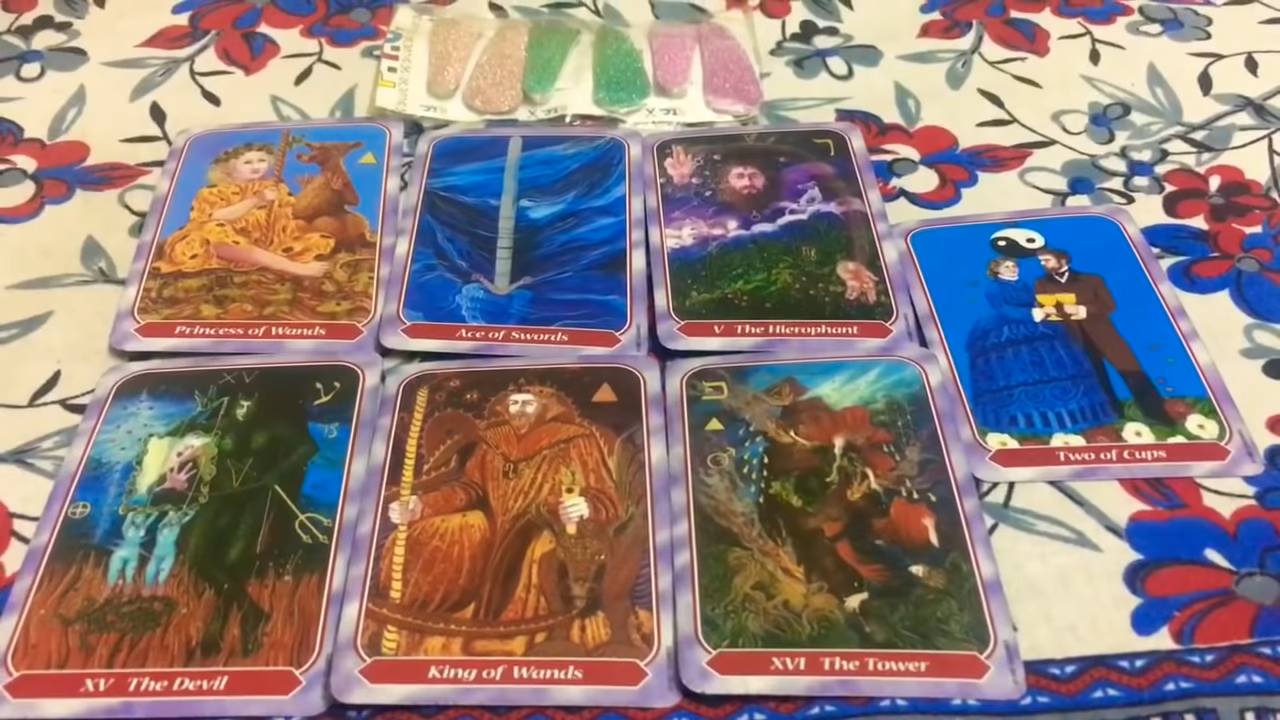 Princess of Wands
Ace of Swords
V The Hierophant
Two of Cups
XV
XV The Devil
King of Wands
XVI The Tower